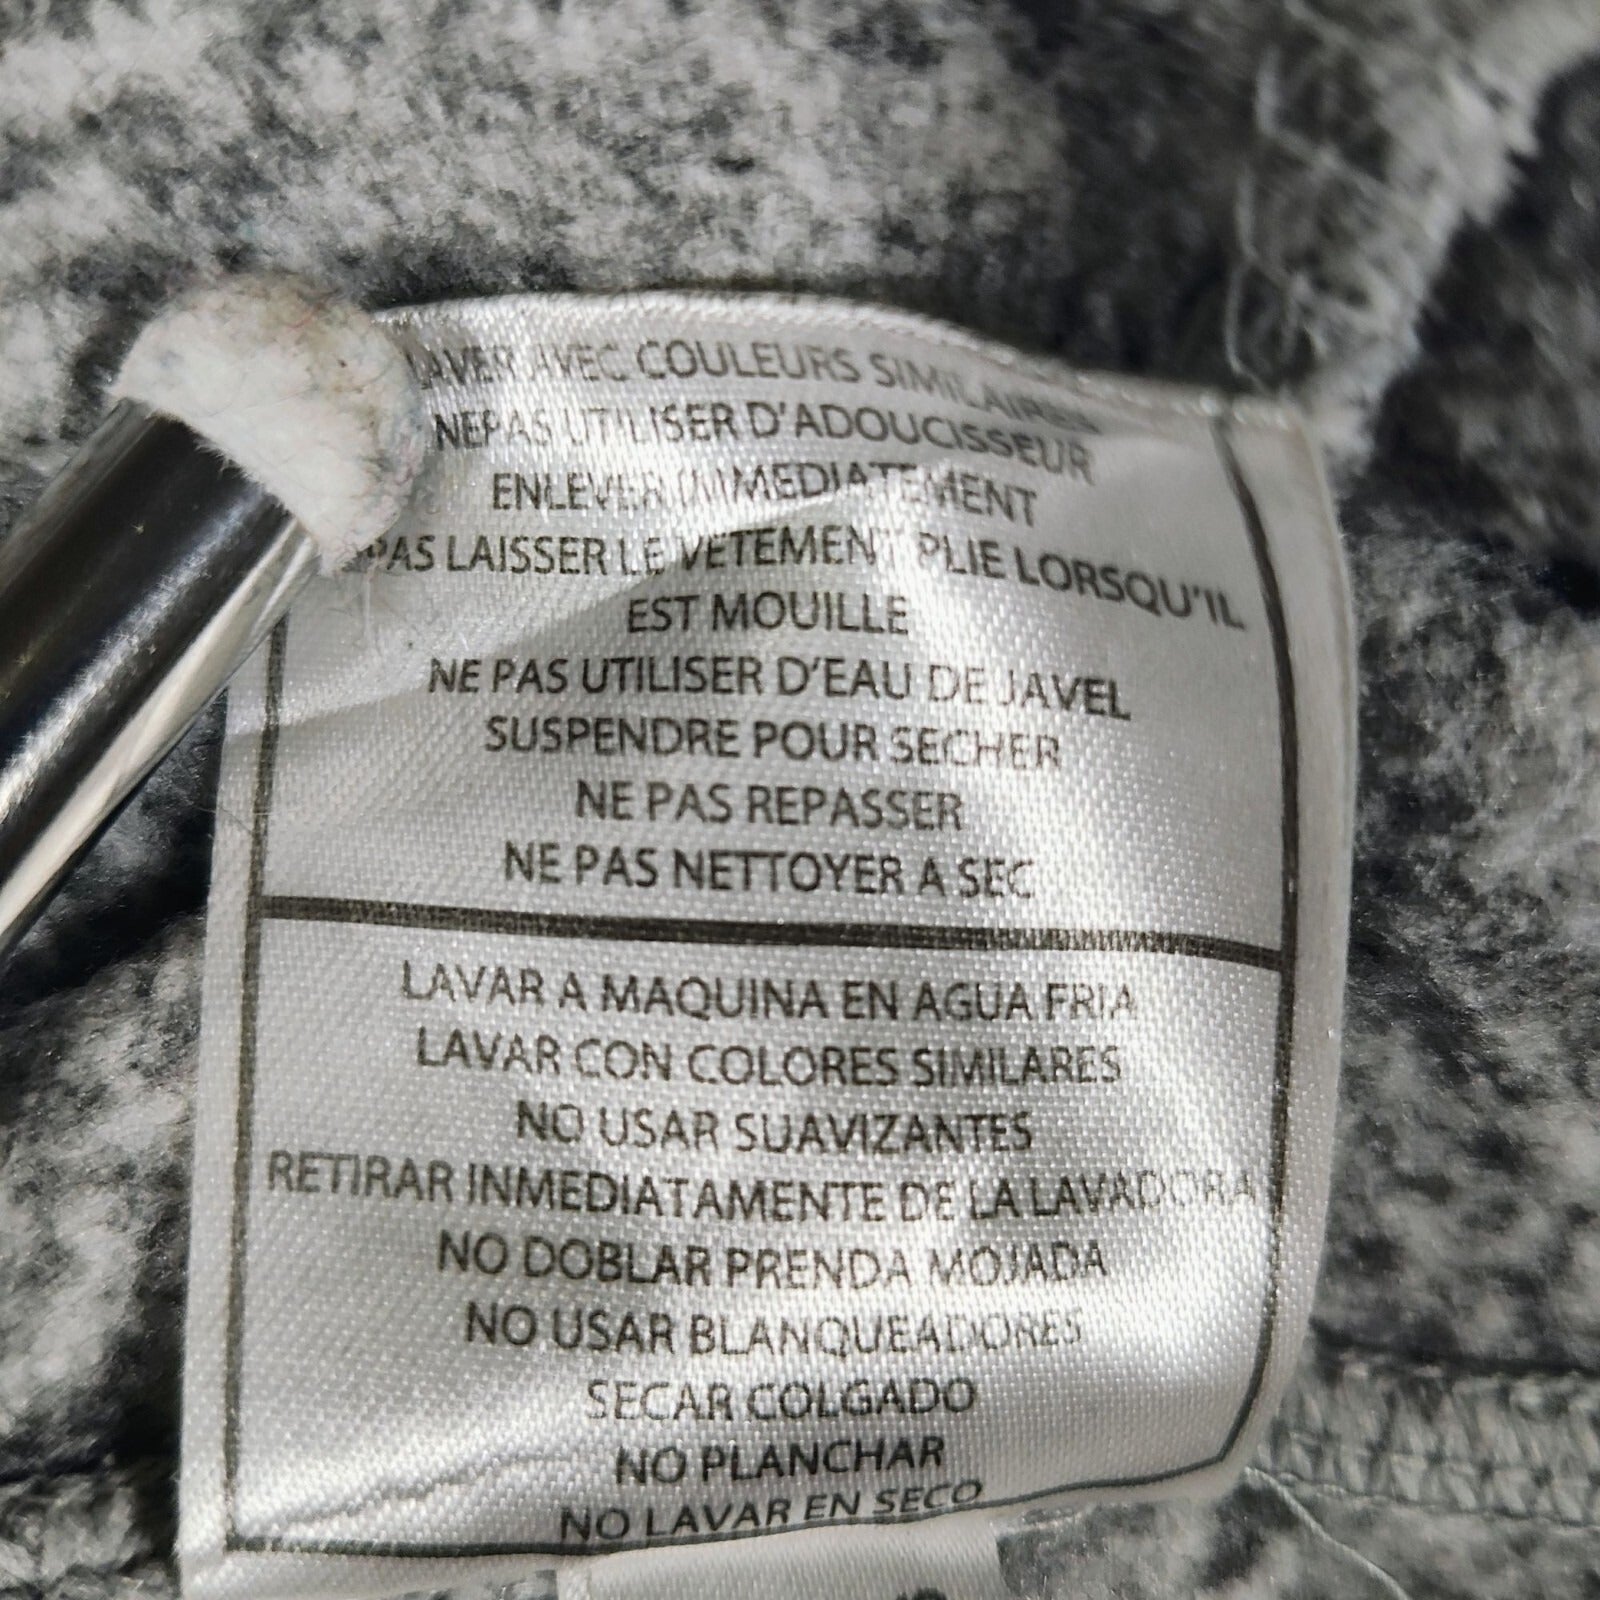 LAVER AVEC COULEURS SIMILAIRES
NEPAS UTILISER D'ADOUCISSEUR
ENLEVER IMMEDIATEMENT
PAS LAISSER LE VETEMENT PLIE LORSQU'IL
EST MOUILLE
NE PAS UTILISER D'EAU DE JAVEL
SUSPENDRE POUR SECHER
NE PAS REPASSER
NE PAS NETTOYER A SEC
LAVAR A MAQUINA EN AGUA FRIA
LAVAR CON COLORES SIMILARES
NO USAR SUAVIZANTES
RETIRAR INMEDIATAMENTE DE LA LAVADORA
NO DOBLAR PRENDA MOJADA
NO USAR BLANQUEADORES
SECAR COLGADO
NO PLANCHAR
NO LAVAR EN SECO